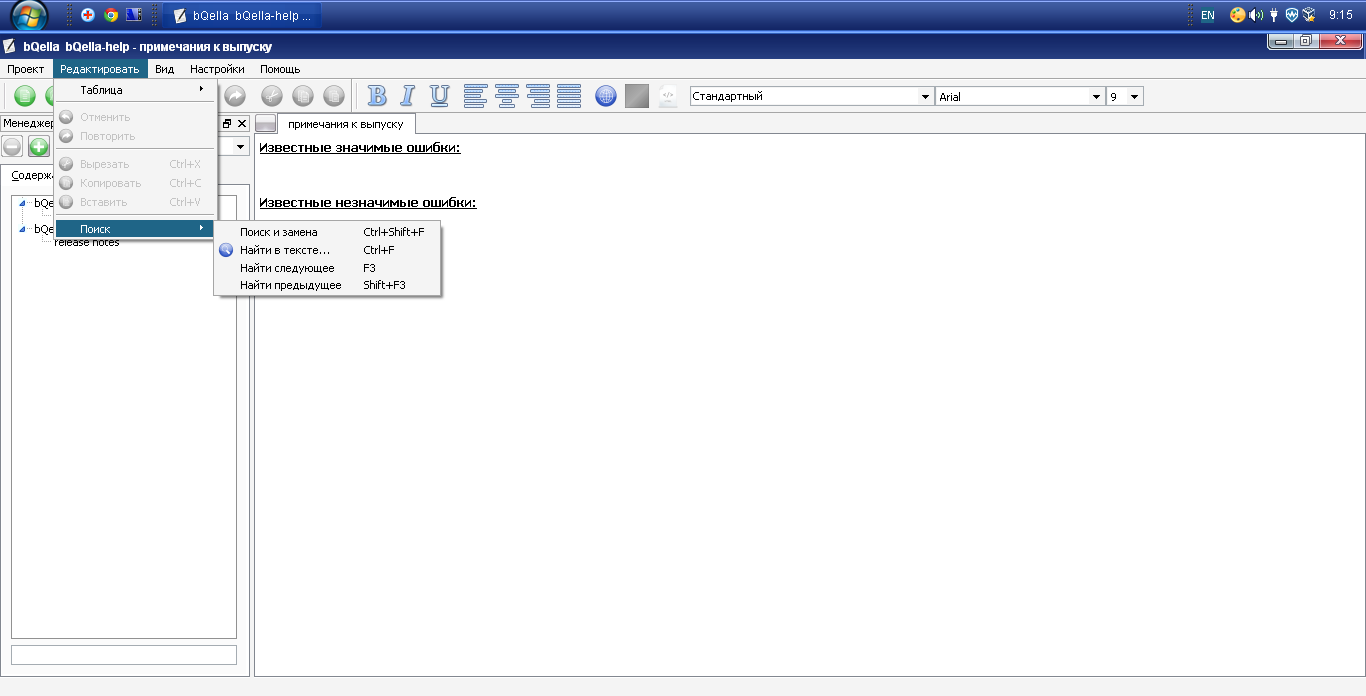 bQella bQella-help ...
EN
9:15
bQella bQella-help - примечания к выпуску
Проект Редактировать Вид Настройки Помощь
Стандартный Arial 9
Таблица
Отменить
Повторить
Вырезать Ctrl+X
Копировать Ctrl+C
Вставить Ctrl+V
Поиск
Поиск и замена Ctrl+Shift+F
Найти в тексте... Ctrl+F
Найти следующее F3
Найти предыдущее Shift+F3
Менеджер
Содержа
bQe
bQe
release notes
примечания к выпуску
Известные значимые ошибки:
Известные незначимые ошибки: